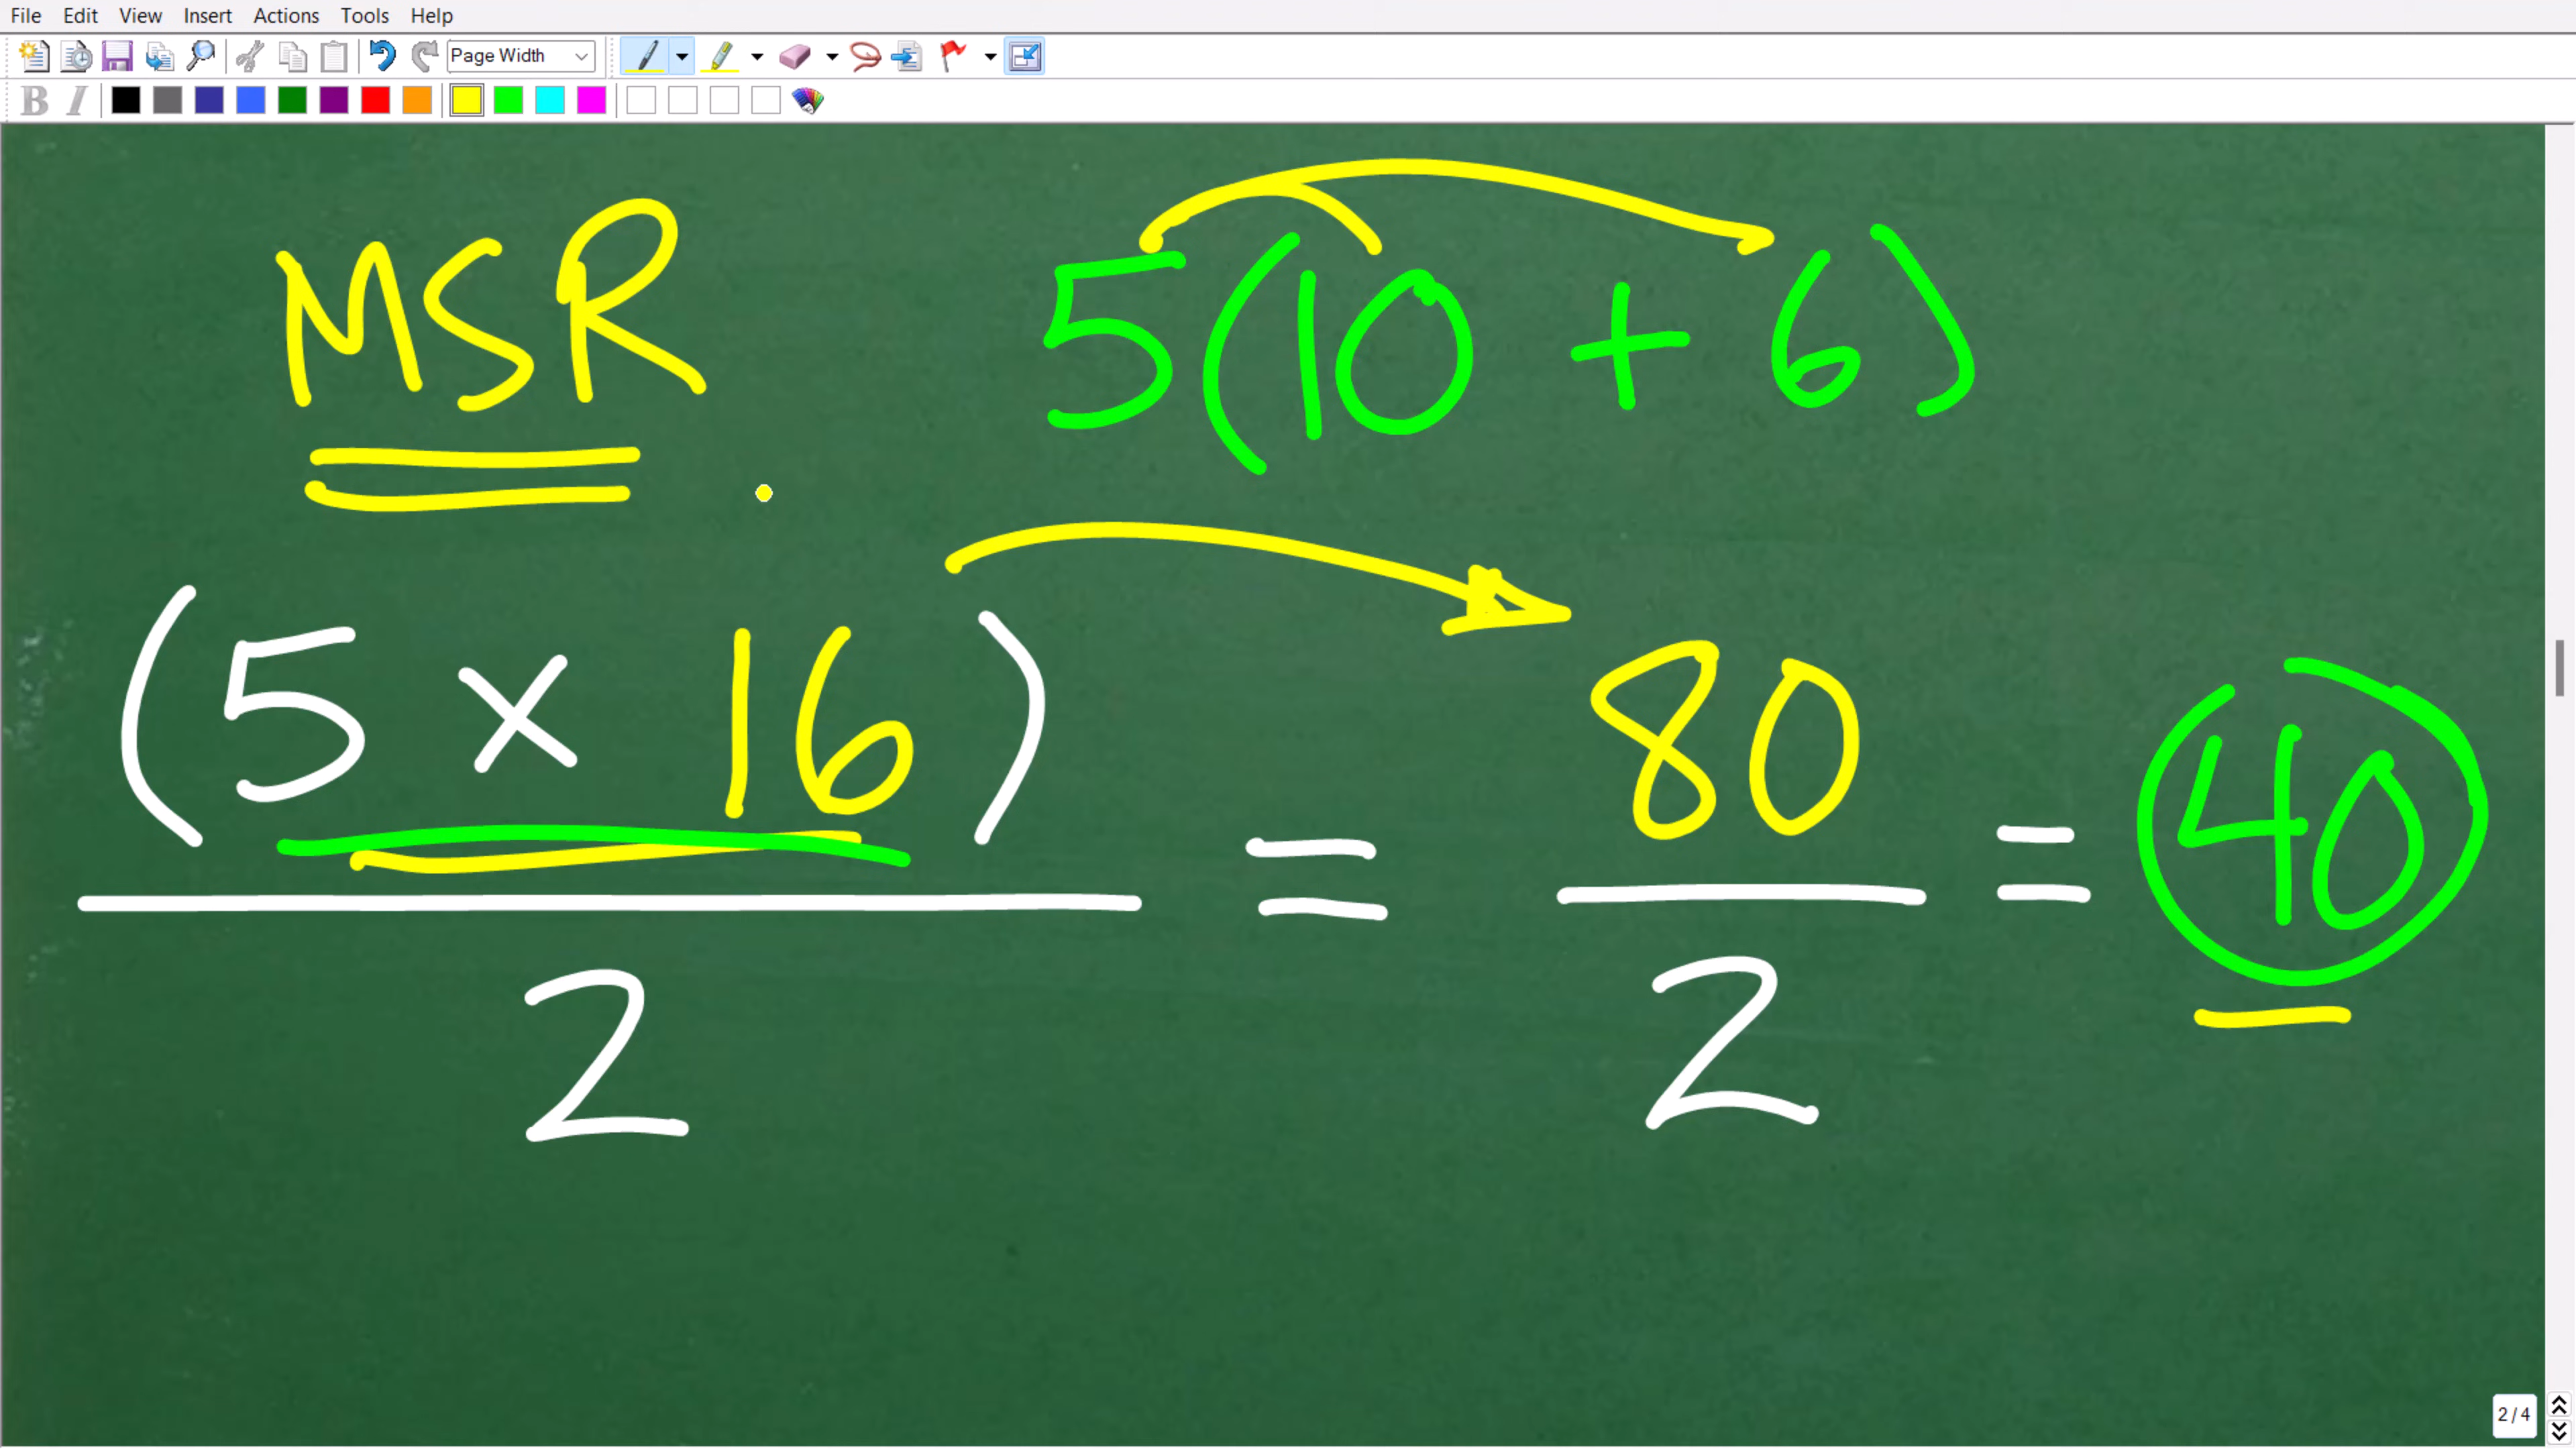 File Edit View Insert Actions Tools Help
Page Width
B I
MSR 5(10 + 6)
(5 × 16) / 2 = 80 / 2 = 40
2/4